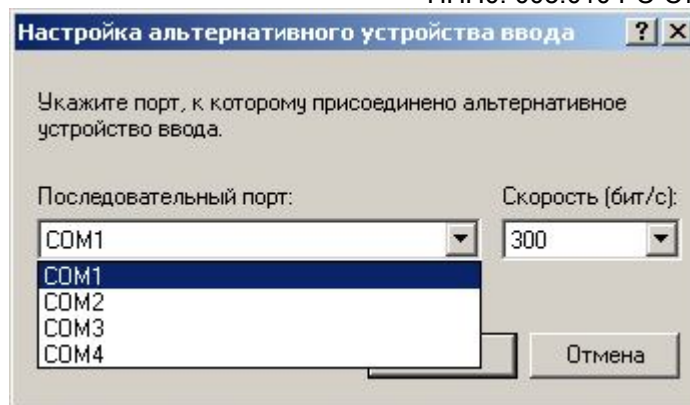 Настройка альтернативного устройства ввода
Укажите порт, к которому присоединено альтернативное
устройство ввода.
Последовательный порт: Скорость (бит/с):
COM1 300
COM1
COM2
COM3
COM4
Отмена